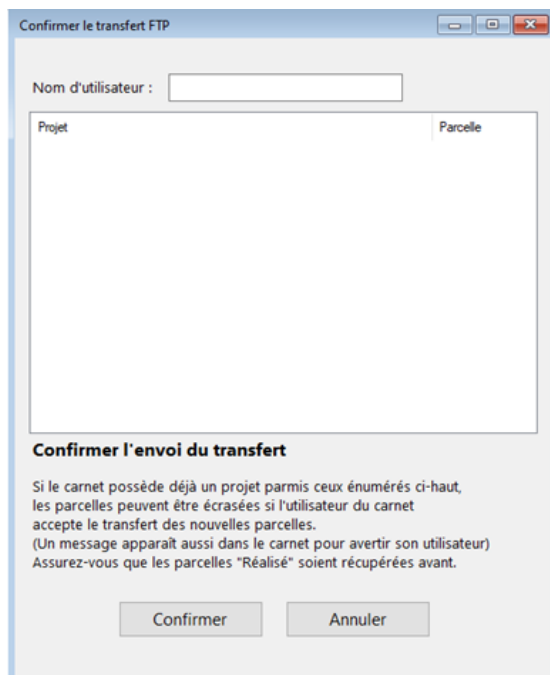 Confirmer le transfert FTP
Nom d'utilisateur :
Projet Parcelle
Confirmer l'envoi du transfert
Si le carnet possède déjà un projet parmis ceux énumérés ci-haut,
les parcelles peuvent être écrasées si l'utilisateur du carnet
accepte le transfert des nouvelles parcelles.
(Un message apparaît aussi dans le carnet pour avertir son utilisateur)
Assurez-vous que les parcelles "Réalisé" soient récupérées avant.
Confirmer Annuler